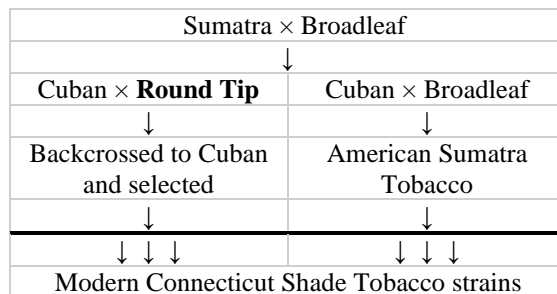 Sumatra × Broadleaf
↓
Cuban × Round Tip
Cuban × Broadleaf
↓
↓
Backcrossed to Cuban
and selected
American Sumatra
Tobacco
↓
↓
↓ ↓ ↓
↓ ↓ ↓
Modern Connecticut Shade Tobacco strains